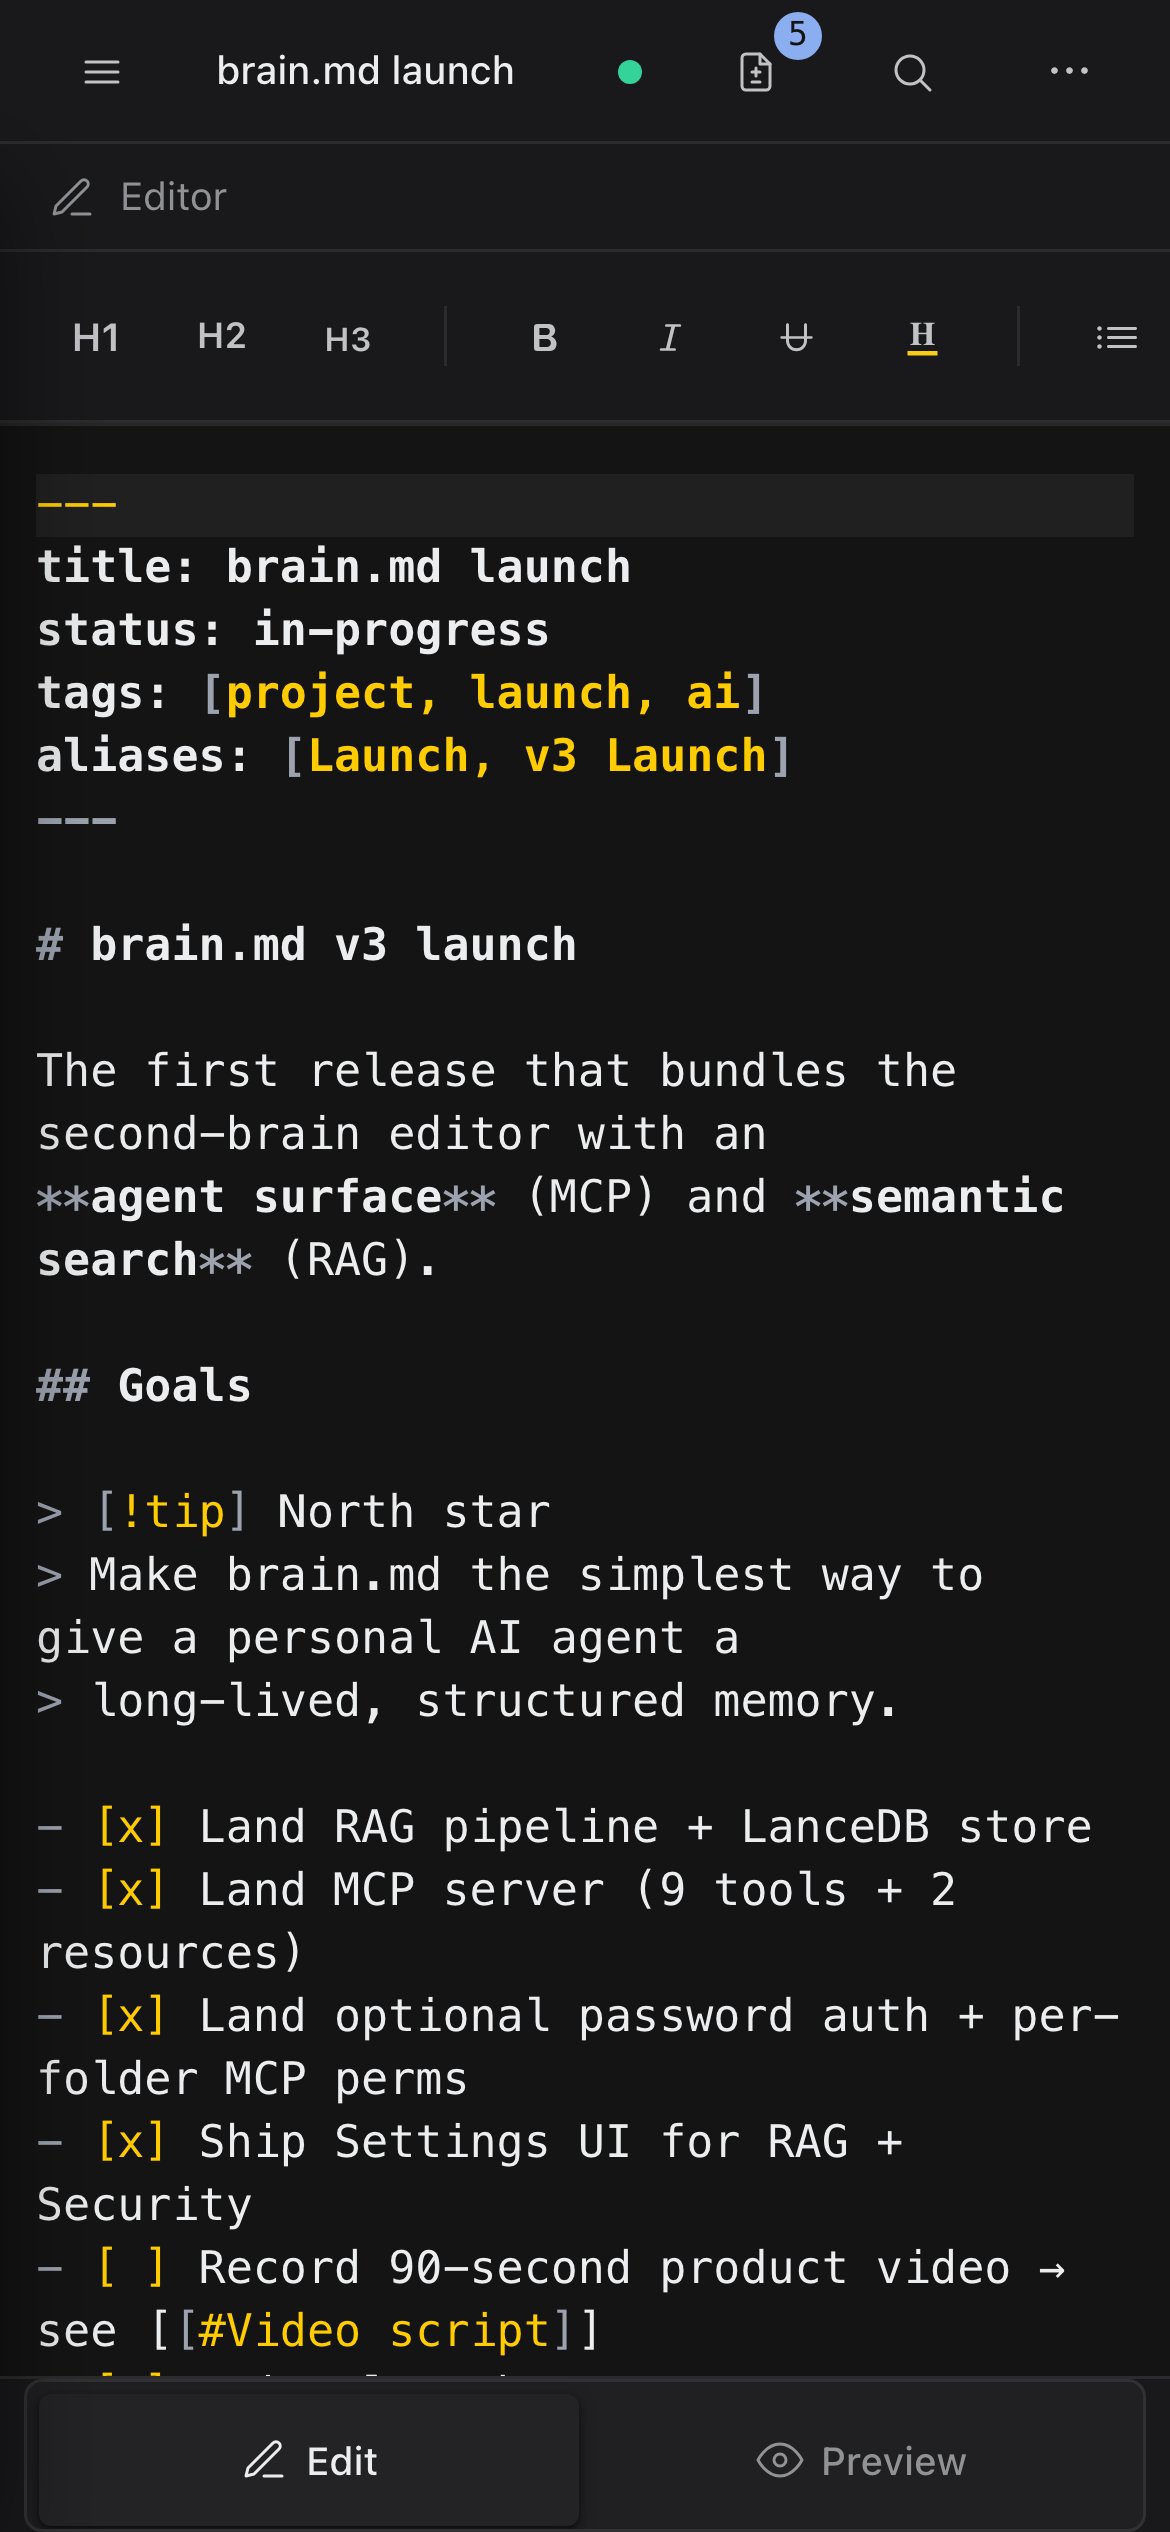 brain.md launch
5
Editor
H1 H2 H3 B I U H
---
title: brain.md launch
status: in-progress
tags: [project, launch, ai]
aliases: [Launch, v3 Launch]
---
# brain.md v3 launch
The first release that bundles the
second-brain editor with an
**agent surface** (MCP) and **semantic
search** (RAG).
## Goals
> [!tip] North star
> Make brain.md the simplest way to
give a personal AI agent a
> long-lived, structured memory.
- [x] Land RAG pipeline + LanceDB store
- [x] Land MCP server (9 tools + 2
resources)
- [x] Land optional password auth + per-
folder MCP perms
- [x] Ship Settings UI for RAG +
Security
- [ ] Record 90-second product video →
see [[#Video script]]
Edit
Preview